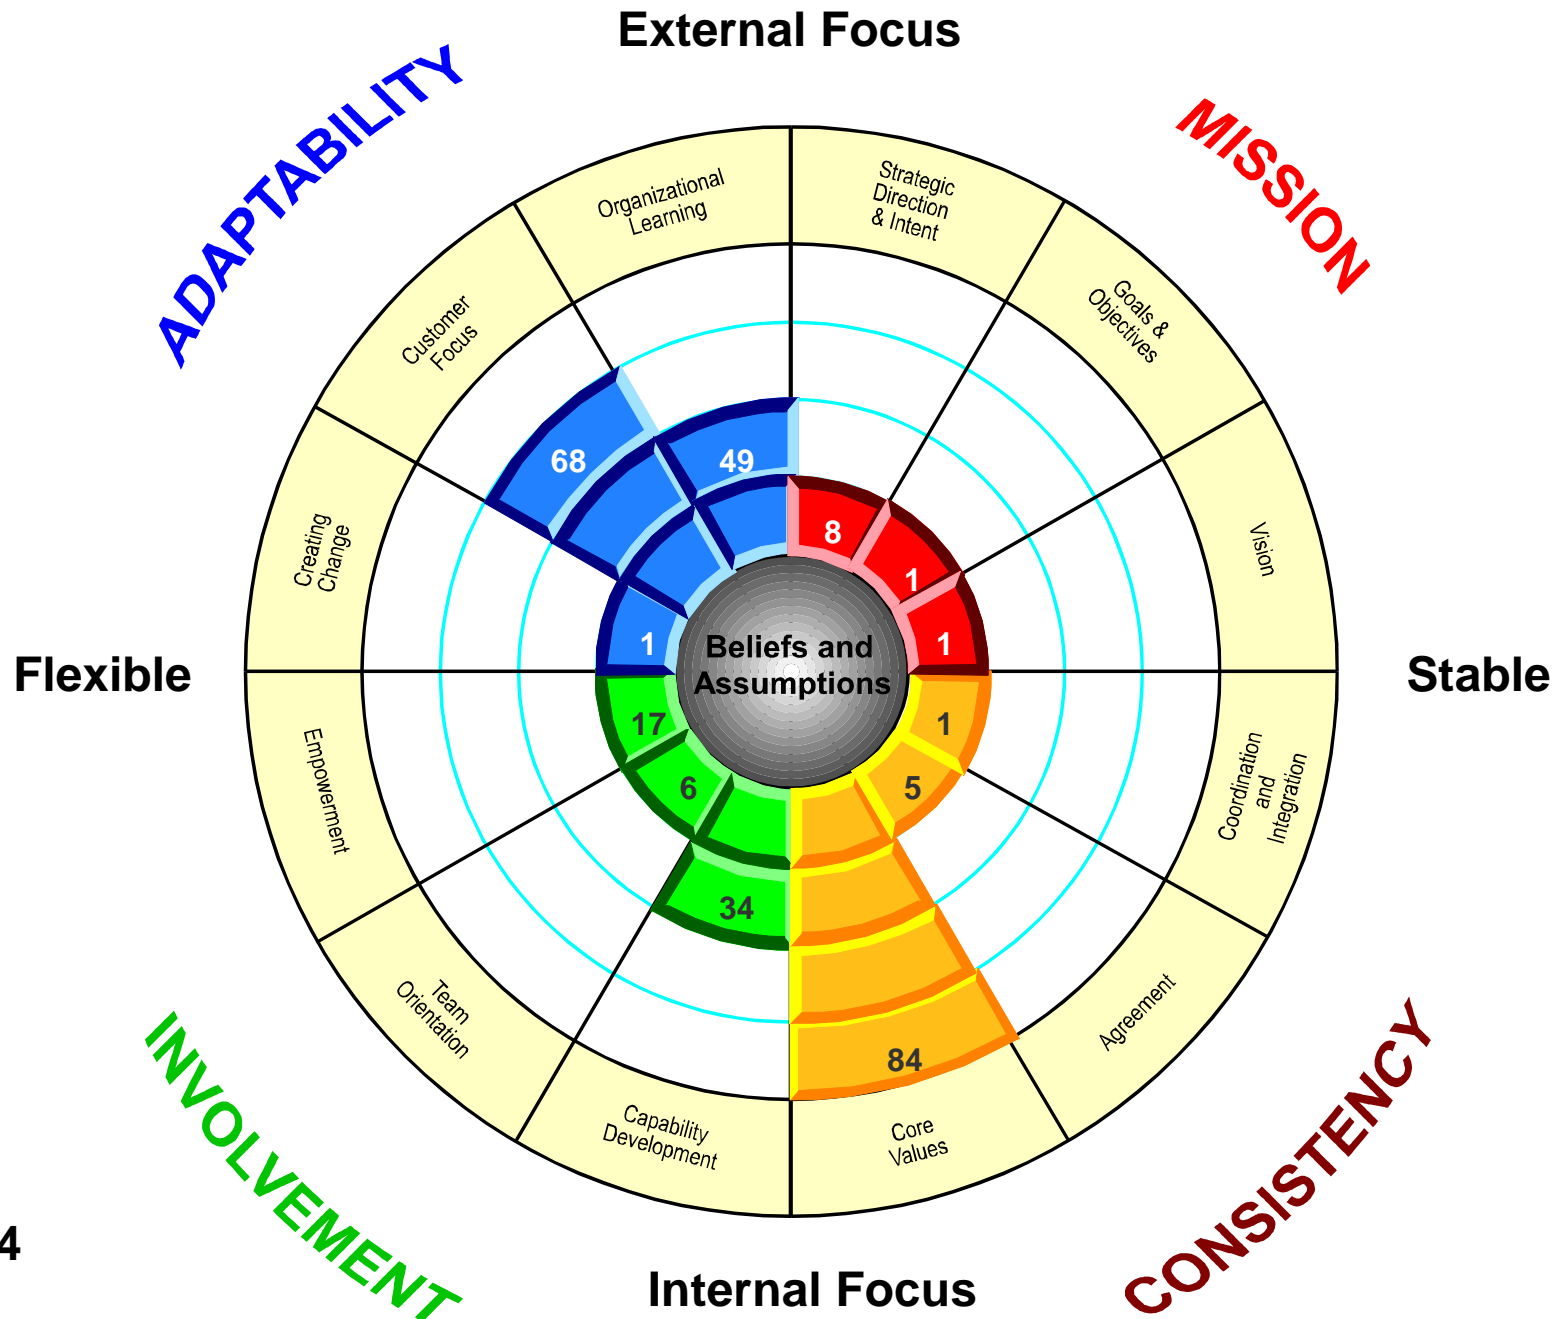 External Focus
ADAPTABILITY
MISSION
Organizational
Learning
Strategic
Direction
& Intent
Customer
Focus
Goals &
Objectives
Creating
Change
Vision
68
49
8
1
1
1
Flexible
Beliefs and
Assumptions
Stable
17
1
6
5
34
84
Empowerment
Coordination
and
Integration
Team
Orientation
Agreement
Capability
Development
Core
Values
INVOLVEMENT
CONSISTENCY
4
Internal Focus